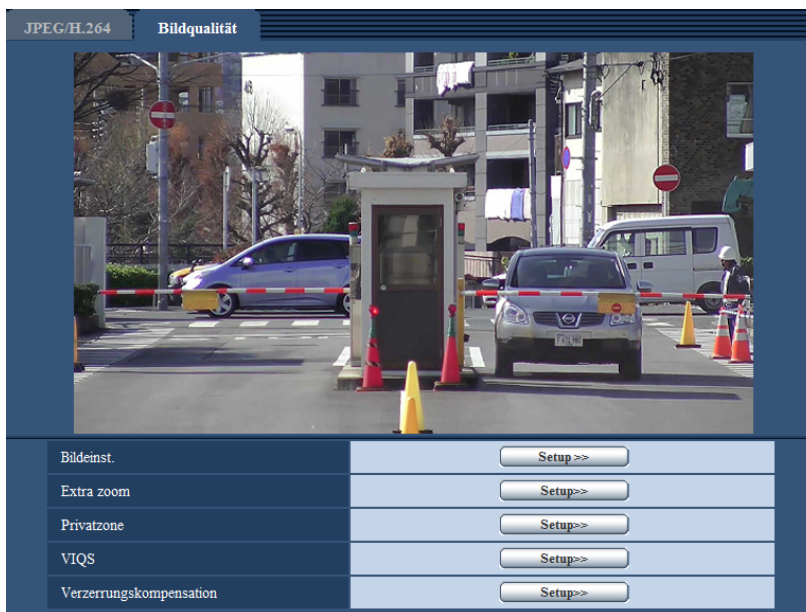 JPEG/H.264 Bildqualität
Bildeinst. Setup >>
Extra zoom Setup>>
Privatzone Setup>>
VIQS Setup>>
Verzerrungskompensation Setup>>